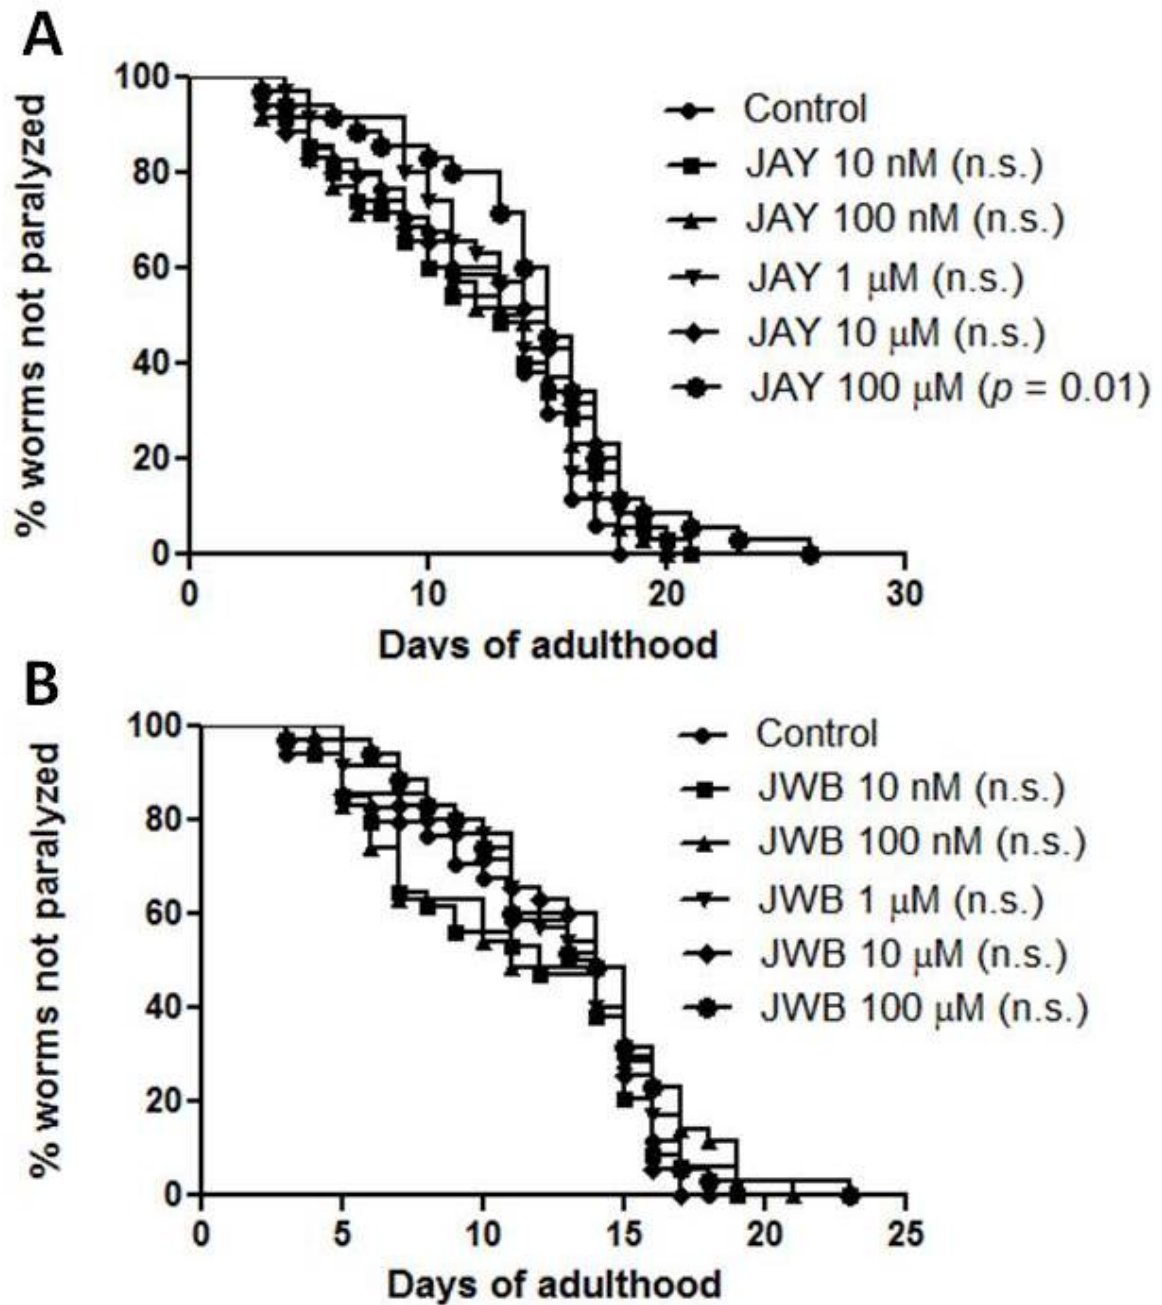 A
% worms not paralyzed
100
80
60
40
20
0
0 10 20 30
Days of adulthood
Control
JAY 10 nM (n.s.)
JAY 100 nM (n.s.)
JAY 1 μM (n.s.)
JAY 10 μM (n.s.)
JAY 100 μM (p = 0.01)
B
% worms not paralyzed
100
80
60
40
20
0
0 5 10 15 20 25
Days of adulthood
Control
JWB 10 nM (n.s.)
JWB 100 nM (n.s.)
JWB 1 μM (n.s.)
JWB 10 μM (n.s.)
JWB 100 μM (n.s.)